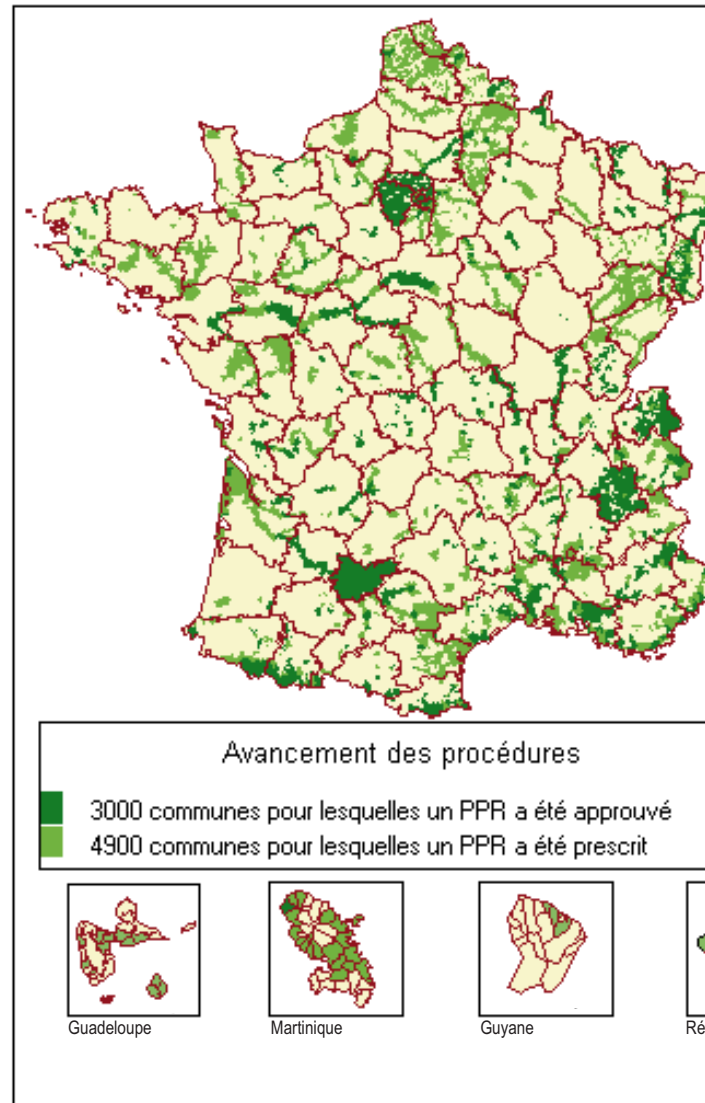 Avancement des procédures
3000 communes pour lesquelles un PPR a été approuvé
4900 communes pour lesquelles un PPR a été prescrit
Guadeloupe
Martinique
Guyane
Ré